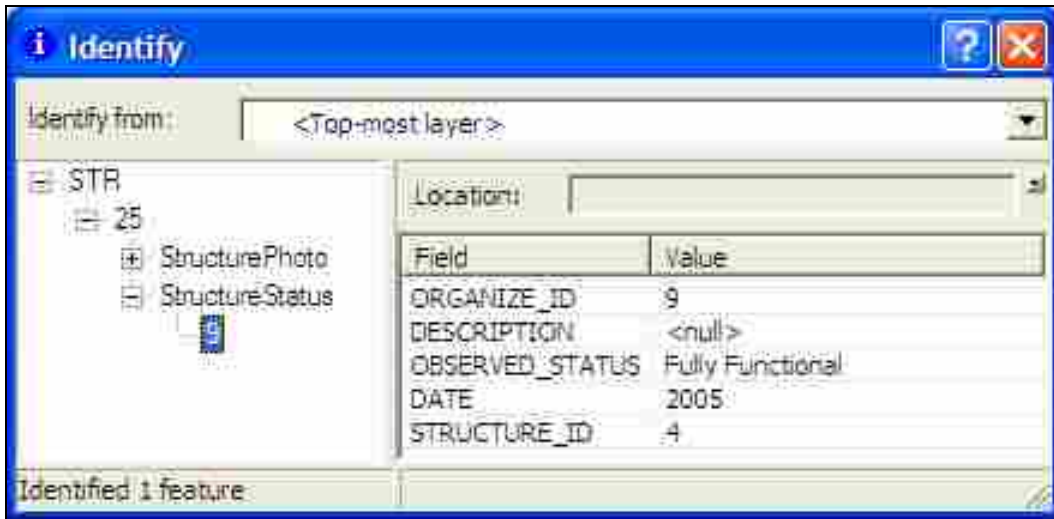 i Identify ? X
Identify from: <Top-most layer>
STR
25
StructurePhoto
StructureStatus
9
Location:
Field Value
ORGANIZE_ID 9
DESCRIPTION <null>
OBSERVED_STATUS Fully Functional
DATE 2005
STRUCTURE_ID 4
Identified 1 feature